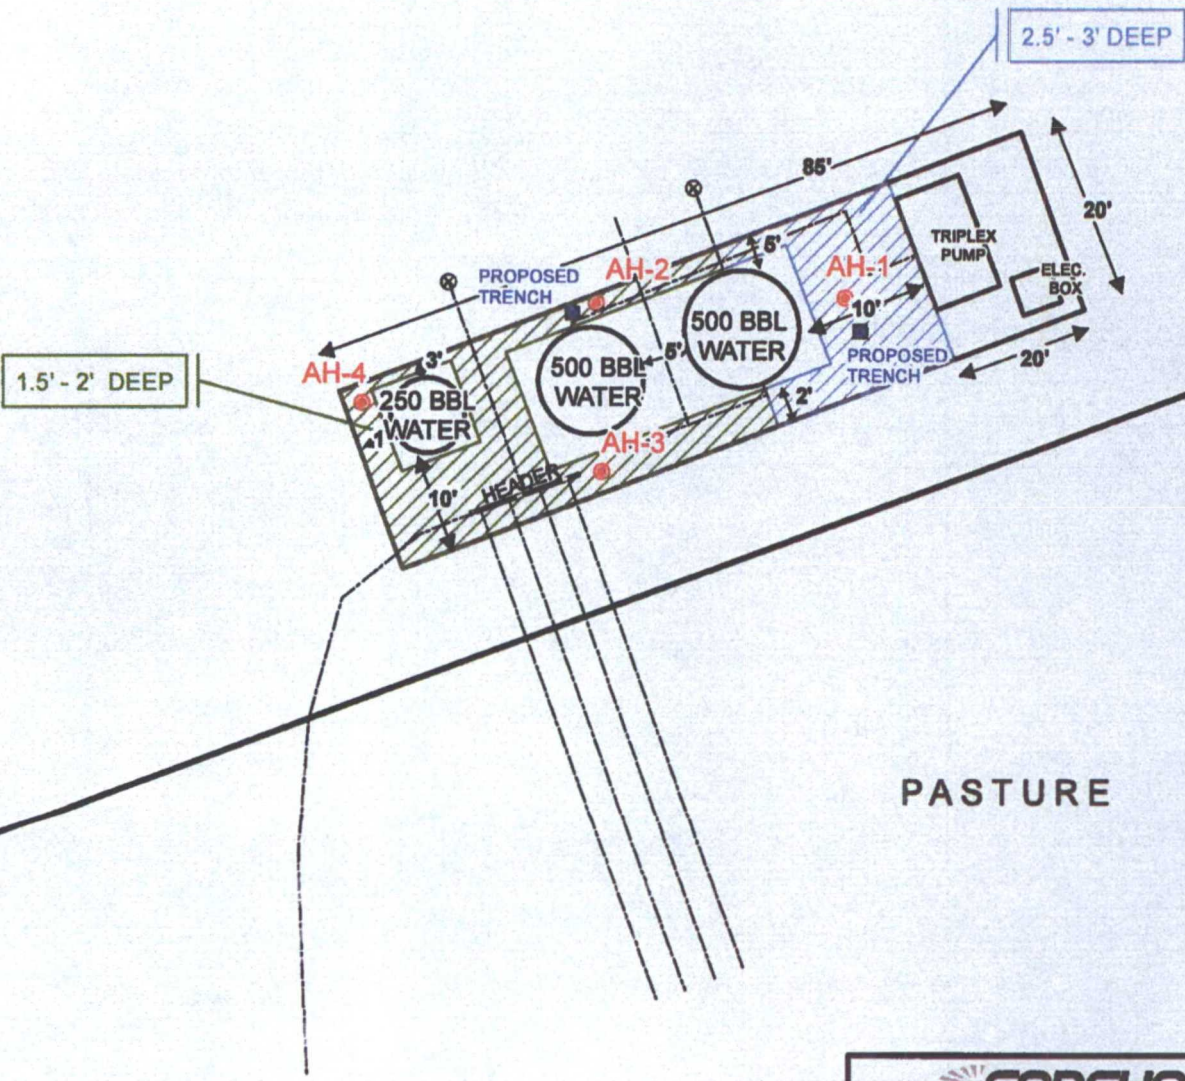 2.5' - 3' DEEP
85'
20'
TRIPLEX
PUMP
ELEC.
BOX
5'
AH-1
AH-2
PROPOSED
TRENCH
10'
500 BBL
WATER
5'
500 BBL
WATER
PROPOSED
TRENCH
20'
2'
3'
AH-4
1.5' - 2' DEEP
250 BBL
WATER
1'
AH-3
HEADER
10'
PASTURE